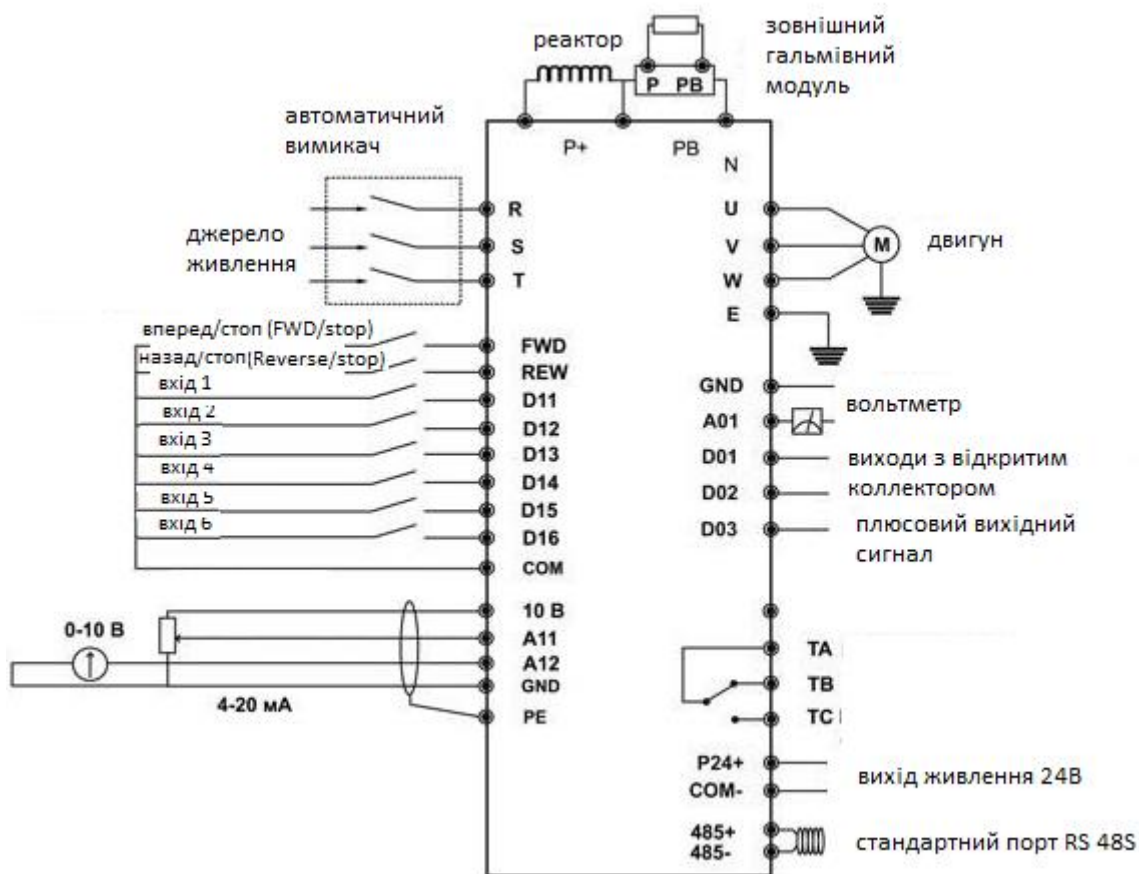 реактор
зовнішній
гальмівний
модуль
P PB
автоматичний
вимикач
P+
PB
N
джерело
живлення
R
S
T
U
V
W
E
M
двигун
вперед/стоп (FWD/stop)
назад/стоп(Reverse/stop)
вхід 1
вхід 2
вхід 3
вхід 4
вхід 5
вхід 6
FWD
REW
D11
D12
D13
D14
D15
D16
COM
GND
A01
D01
D02
D03
вольтметр
виходи з відкритим
коллектором
плюсовий вихідний
сигнал
0-10 В
4-20 мА
10 В
A11
A12
GND
PE
TA
TB
TC
P24+
COM-
вихід живлення 24В
485+
485-
стандартний порт RS 48S